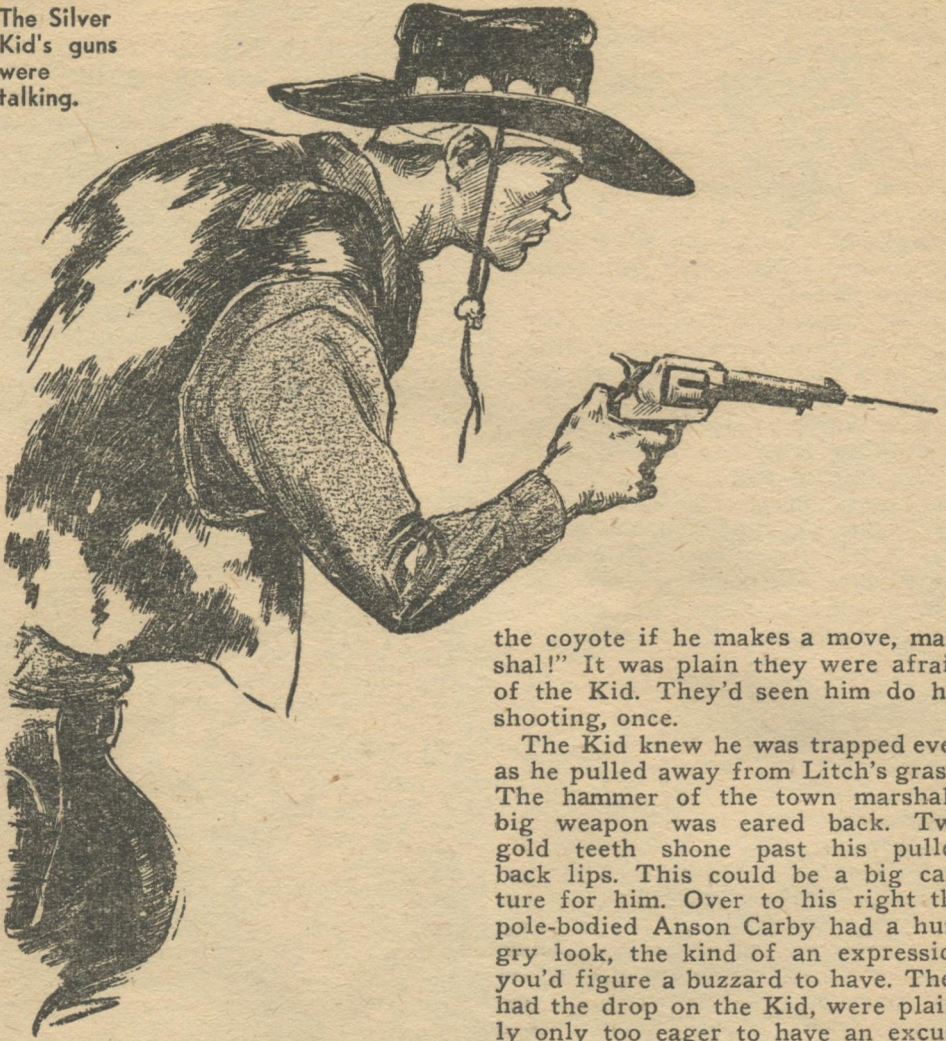 The Silver
Kid's guns
were
talking.
the coyote if he makes a move, mar
shal!” It was plain they were afrai
of the Kid. They'd seen him do h
shooting, once.
The Kid knew he was trapped eve
as he pulled away from Litch's gras
The hammer of the town marshal
big weapon was eared back. Tw
gold teeth shone past his pulle
back lips. This could be a big ca
ture for him. Over to his right th
pole-bodied Anson Carby had a hun
gry look, the kind of an expressio
you'd figure a buzzard to have. The
had the drop on the Kid, were plain
ly only too eager to have an excu